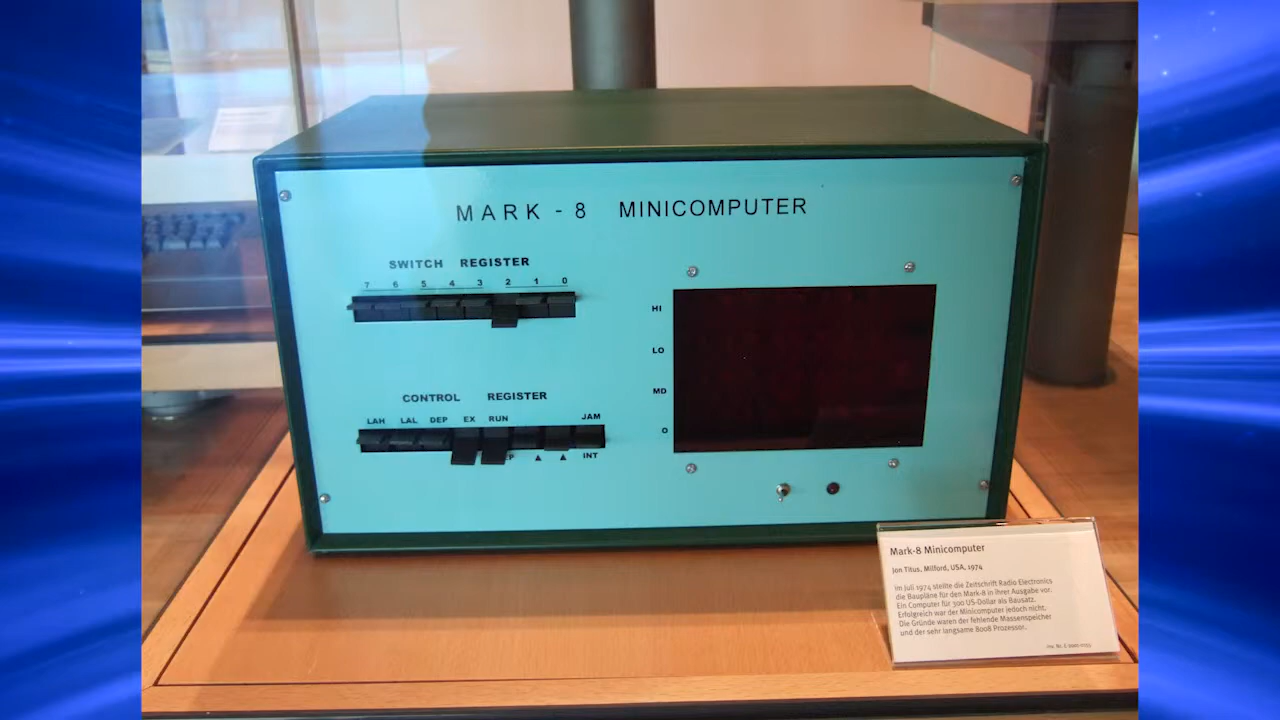 MARK - 8 MINICOMPUTER
SWITCH REGISTER
7 6 5 4 3 2 1 0
HI
LO
MD
O
CONTROL REGISTER
LAH LAL DEP EX RUN JAM
▲ ▲ INT
Mark-8 Minicomputer
Jon Titus, Milford, USA, 1974
Im Juli 1974 stellte die Zeitschrift Radio Electronics
die Baupläne für den Mark-8 in ihrer Ausgabe vor.
Ein Computer für 300 US-Dollar als Bausatz.
Erfolgreich war der Minicomputer jedoch nicht.
Die Gründe waren der fehlende Massenspeicher
und der sehr langsame 8008 Prozessor.